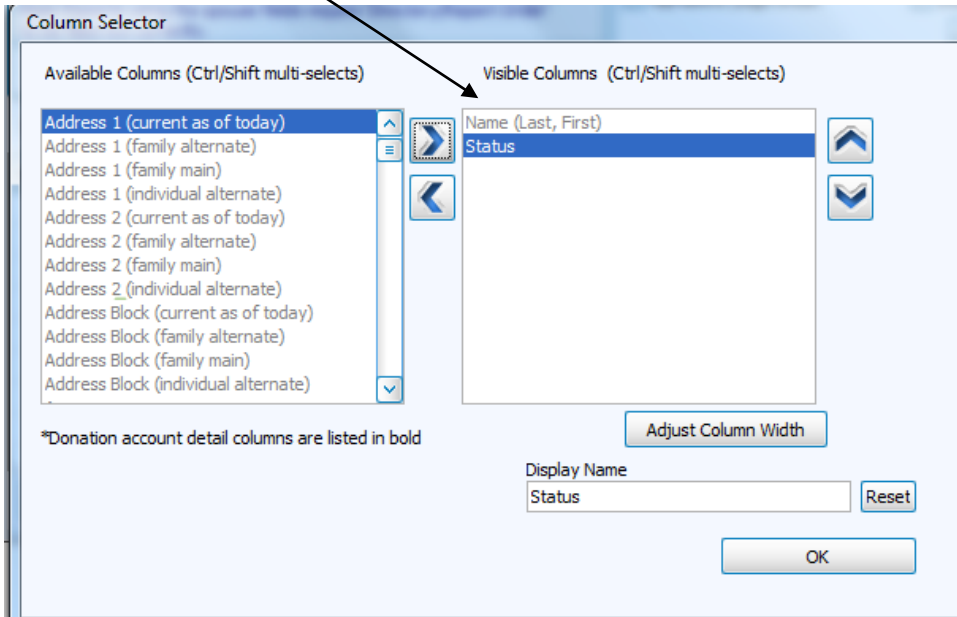 Column Selector
Available Columns (Ctrl/Shift multi-selects)
Visible Columns (Ctrl/Shift multi-selects)
Address 1 (current as of today)
Address 1 (family alternate)
Address 1 (family main)
Address 1 (individual alternate)
Address 2 (current as of today)
Address 2 (family alternate)
Address 2 (family main)
Address 2 (individual alternate)
Address Block (current as of today)
Address Block (family alternate)
Address Block (family main)
Address Block (individual alternate)
Name (Last, First)
Status
*Donation account detail columns are listed in bold
Adjust Column Width
Display Name
Status
Reset
OK